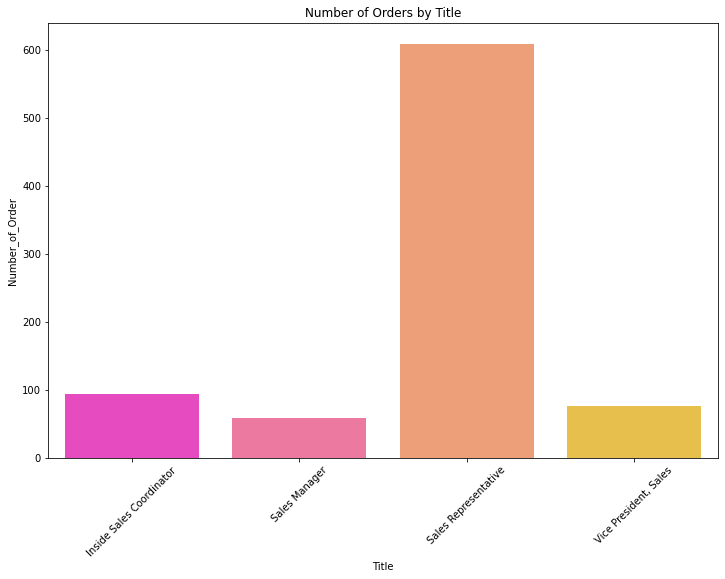 Number of Orders by Title
Number_of_Order
600
500
400
300
200
100
0
Inside Sales Coordinator
Sales Manager
Sales Representative
Vice President, Sales
Title